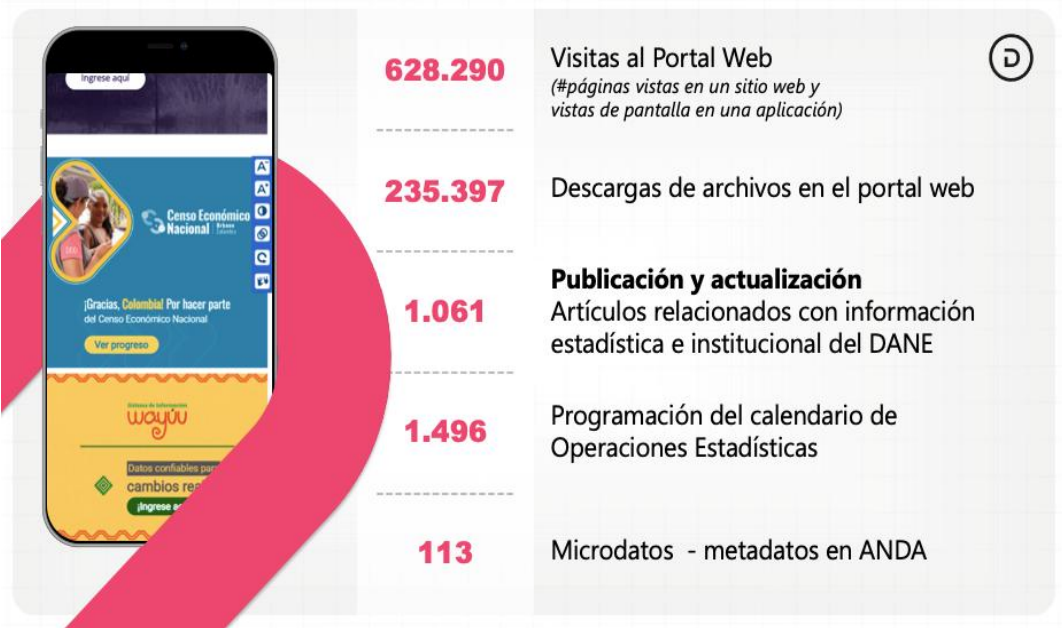 Ingrese aquí
Censo Económico
Nacional Urbano
Colombia
¡Gracias, Colombia! Por hacer parte
del Censo Económico Nacional
Ver progreso
Sistema de Información
wayúu
Datos confiables par
cambios re
¡Ingrese a
A-
A+
628.290
Visitas al Portal Web
(#páginas vistas en un sitio web y
vistas de pantalla en una aplicación)
235.397
Descargas de archivos en el portal web
1.061
Publicación y actualización
Artículos relacionados con información
estadística e institucional del DANE
1.496
Programación del calendario de
Operaciones Estadísticas
113
Microdatos - metadatos en ANDA
D